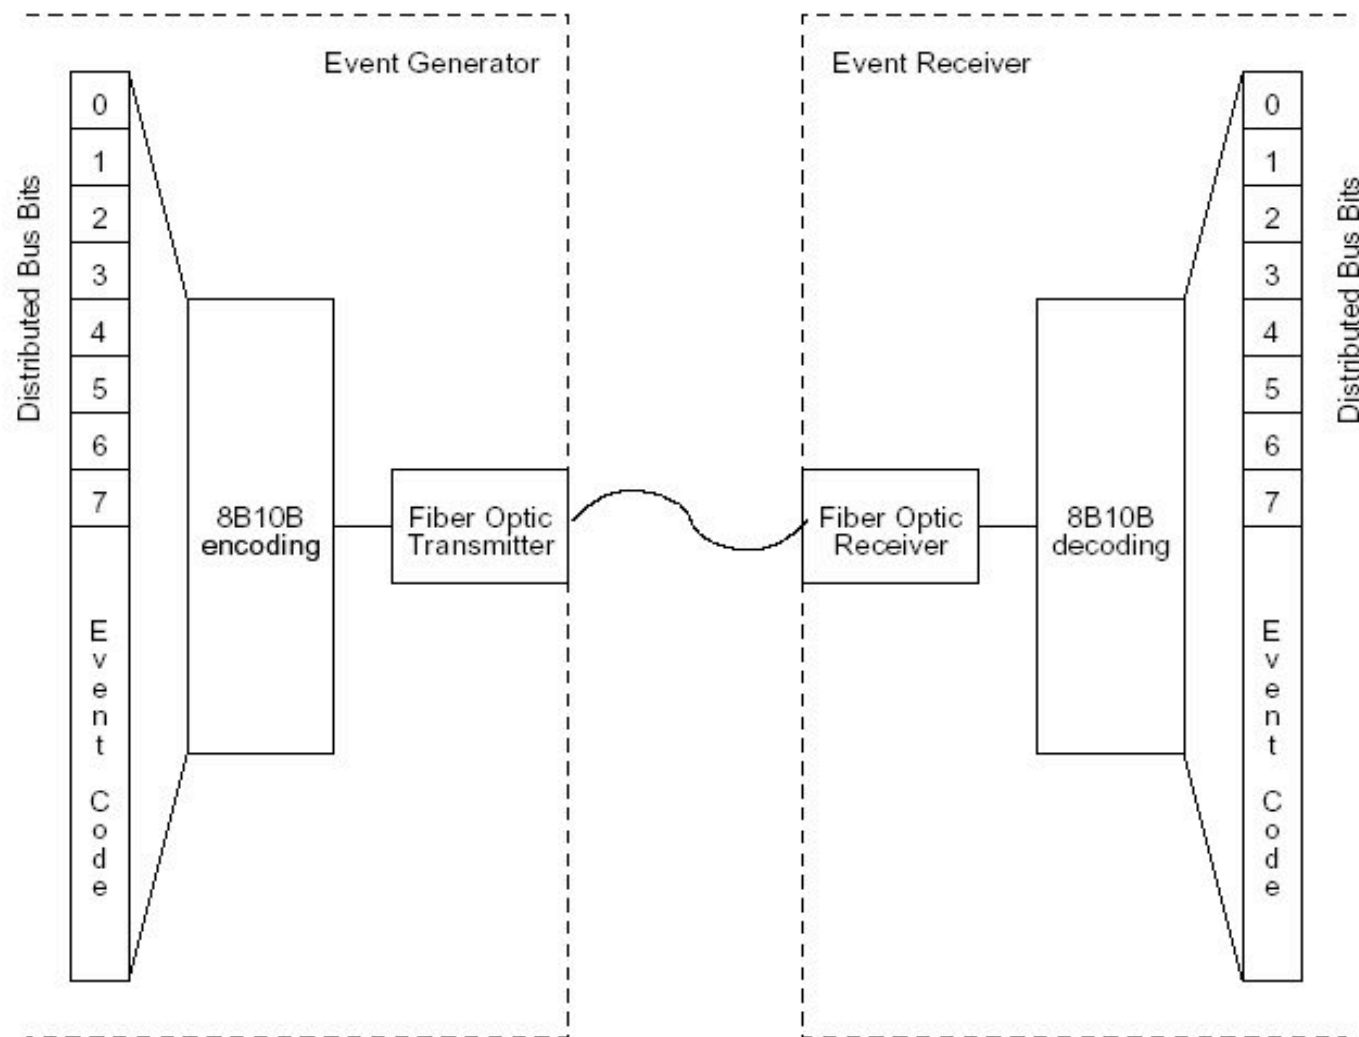 Event Generator
Event Receiver
Distributed Bus Bits
0
1
2
3
4
5
6
7
Event Code
8B10B
encoding
Fiber Optic
Transmitter
Fiber Optic
Receiver
8B10B
decoding
0
1
2
3
4
5
6
7
Event Code
Distributed Bus Bits